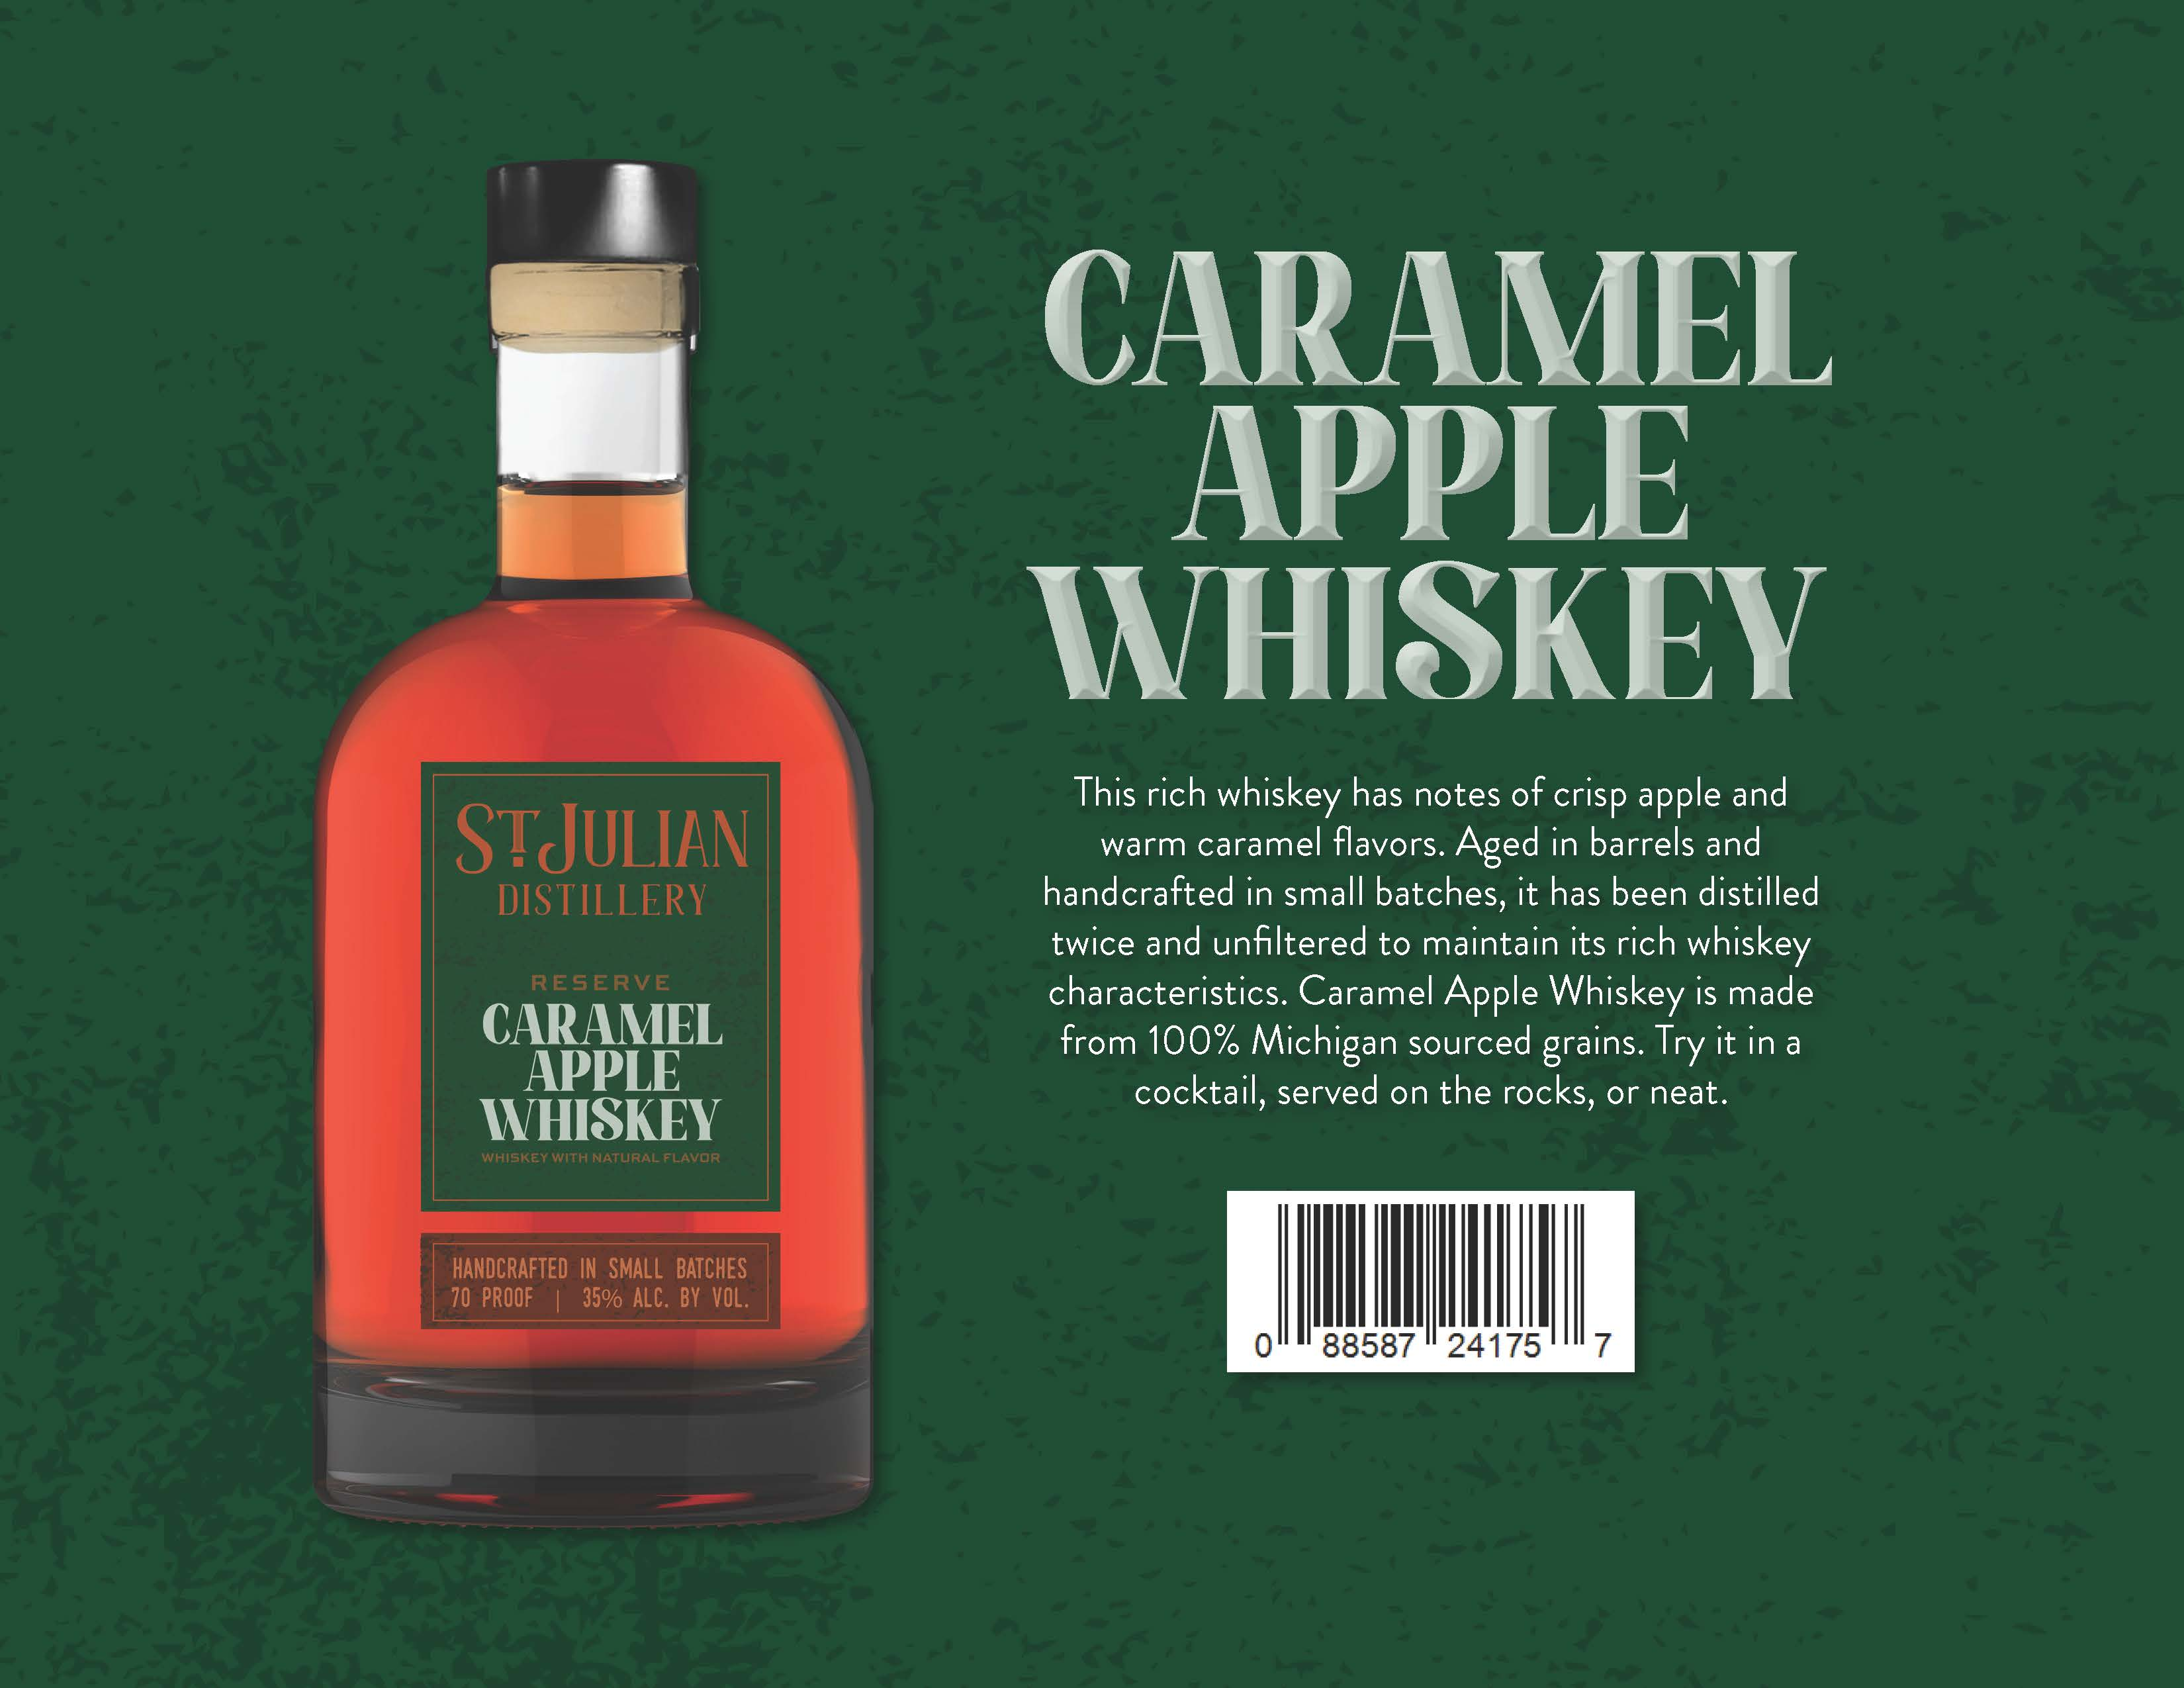 CARAMEL
APPLE
WHISKEY
This rich whiskey has notes of crisp apple and
warm caramel flavors. Aged in barrels and
handcrafted in small batches, it has been distilled
twice and unfiltered to maintain its rich whiskey
characteristics. Caramel Apple Whiskey is made
from 100% Michigan sourced grains. Try it in a
cocktail, served on the rocks, or neat.
0 88587 24175 7
ST. JULIAN
DISTILLERY
RESERVE
CARAMEL
APPLE
WHISKEY
WHISKEY WITH NATURAL FLAVOR
HANDCRAFTED IN SMALL BATCHES
70 PROOF | 35% ALC. BY VOL.